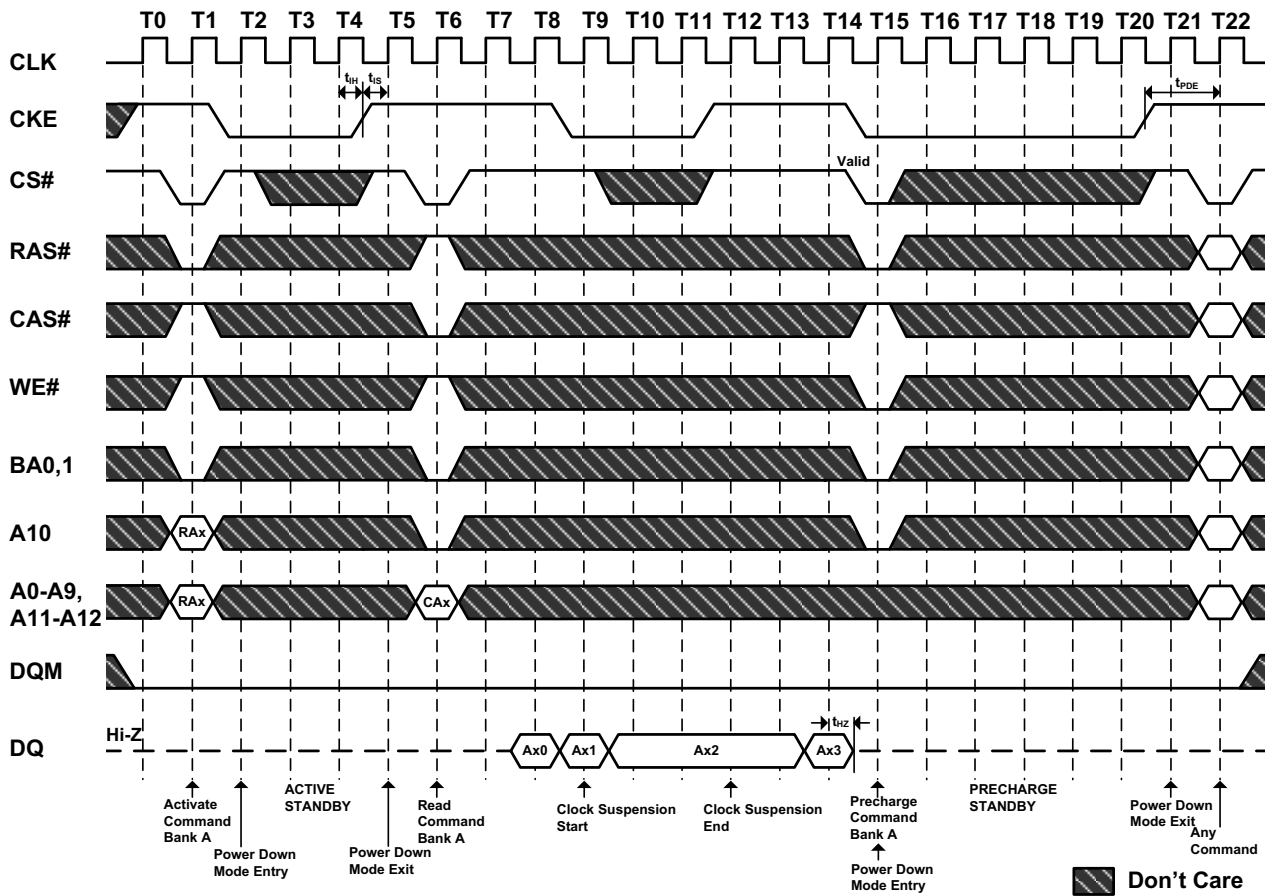 T0 T1 T2 T3 T4 T5 T6 T7 T8 T9 T10 T11 T12 T13 T14 T15 T16 T17 T18 T19 T20 T21 T22
CLK
tIH tIS
tPDE
CKE
Valid
CS#
RAS#
CAS#
WE#
BA0,1
A10
RAx
A0-A9,
A11-A12
RAx
CAx
DQM
Hi-Z
tHZ
DQ
Ax0 Ax1 Ax2 Ax3
Activate
Command
Bank A
Power Down
Mode Entry
ACTIVE
STANDBY
Power Down
Mode Exit
Read
Command
Bank A
Clock Suspension
Start
Clock Suspension
End
Precharge
Command
Bank A
Power Down
Mode Entry
PRECHARGE
STANDBY
Power Down
Mode Exit
Any
Command
Don't Care